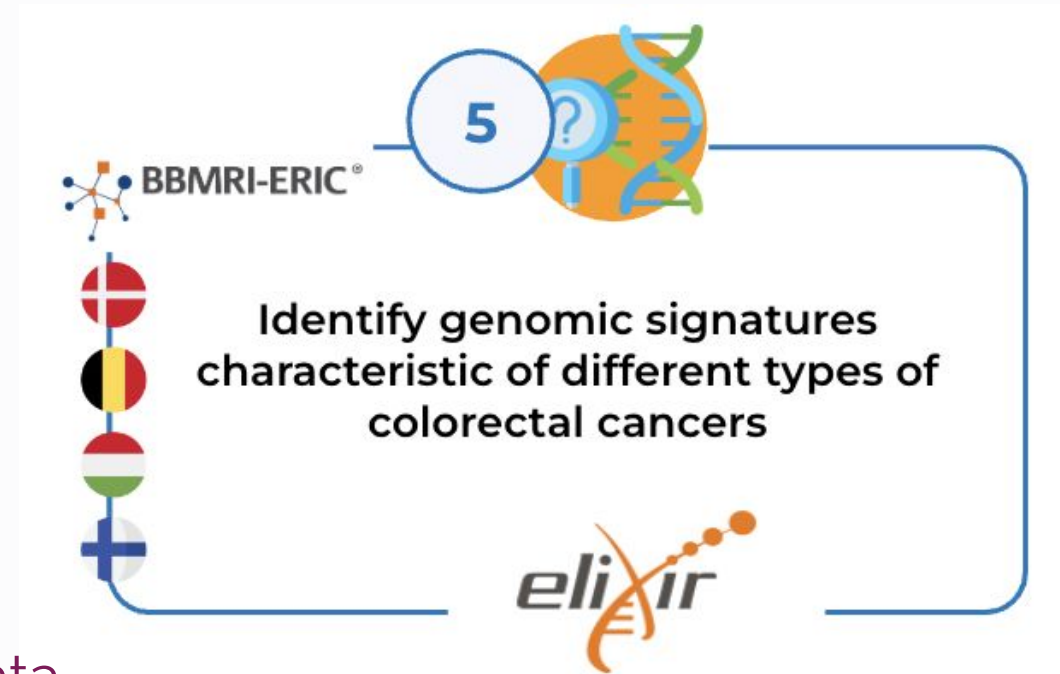 5
?
BBMRI-ERIC®
Identify genomic signatures
characteristic of different types of
colorectal cancers
elixir